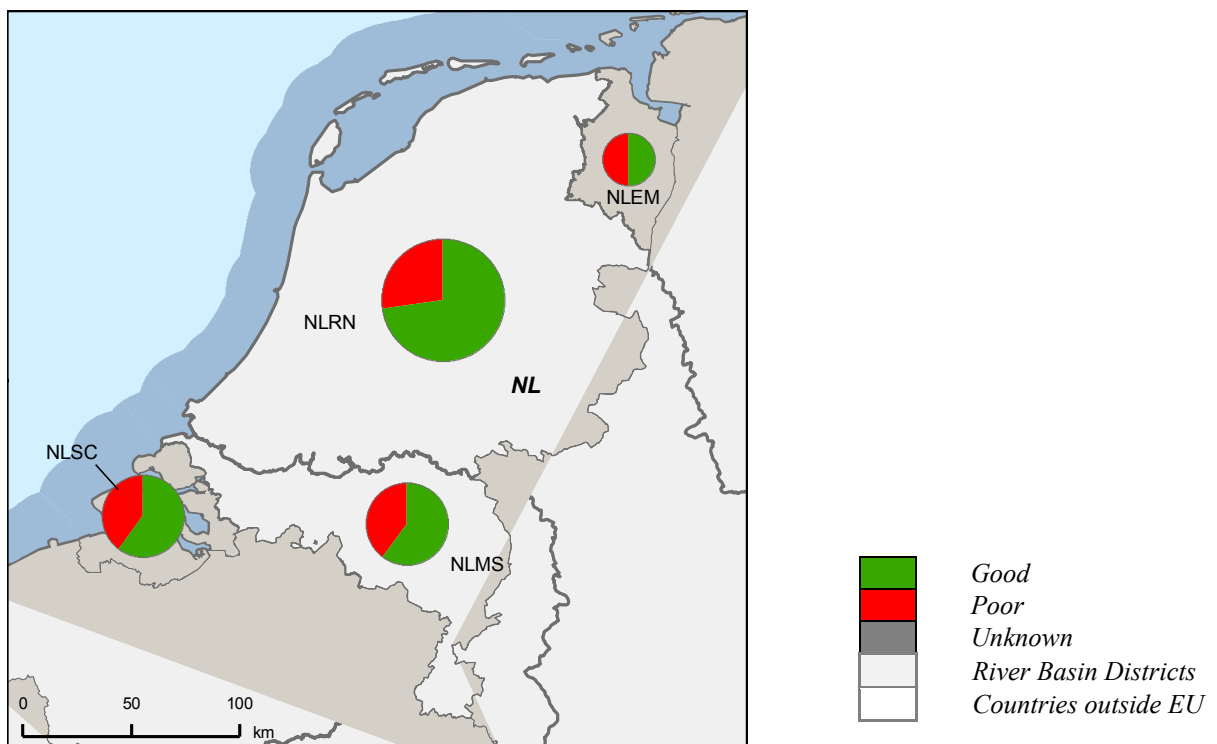 NLEM
NLRN
NL
NLSC
NLMS
0 50 100
km
Good
Poor
Unknown
River Basin Districts
Countries outside EU